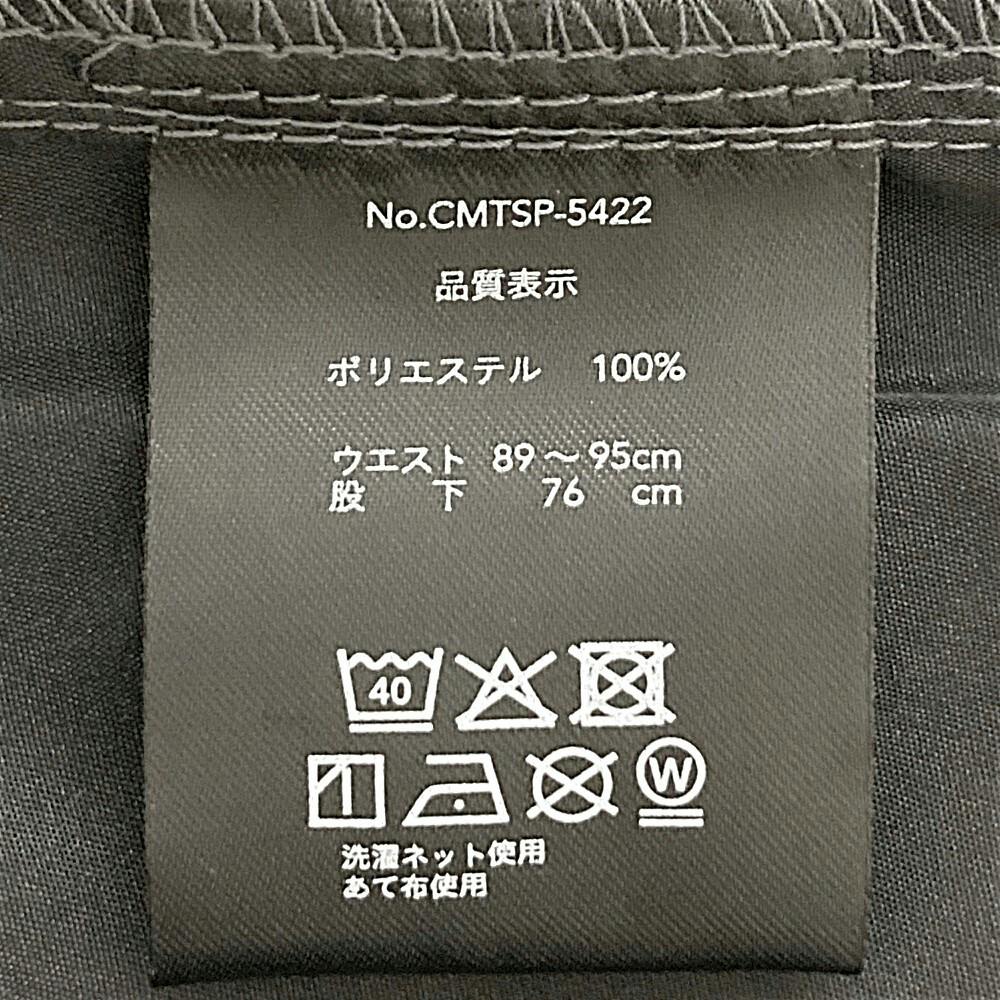 No.CMTSP-5422
品質表示
ポリエステル 100%
ウエスト 89～95cm
股 下 76 cm
40
W
洗濯ネット使用
あて布使用